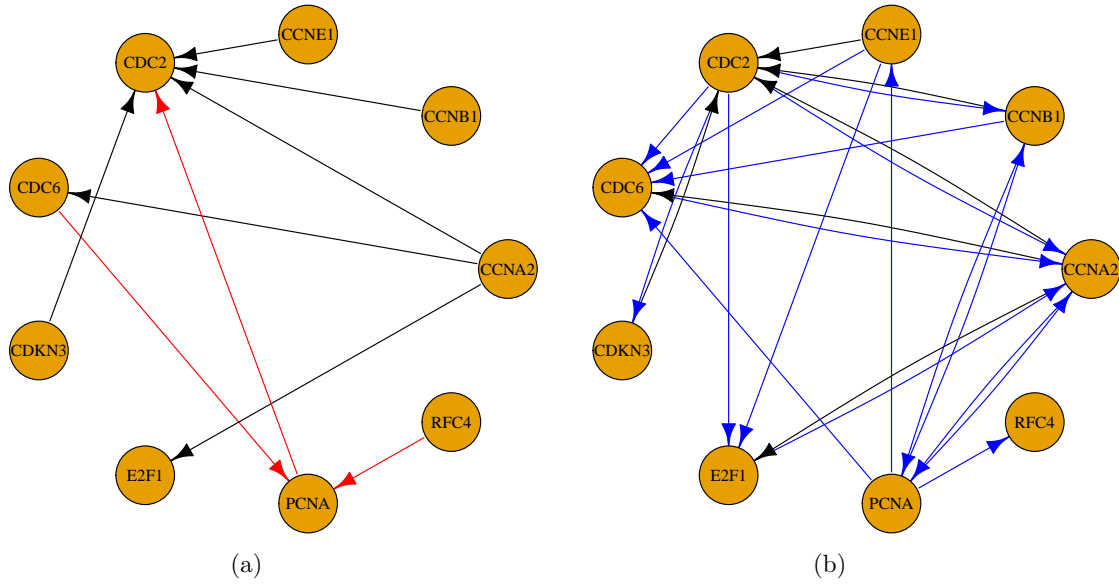 CCNE1
CDC2
CCNB1
CDC6
CCNA2
CDKN3
RFC4
E2F1
PCNA
(a)
CCNE1
CDC2
CCNB1
CDC6
CCNA2
CDKN3
RFC4
E2F1
PCNA
(b)